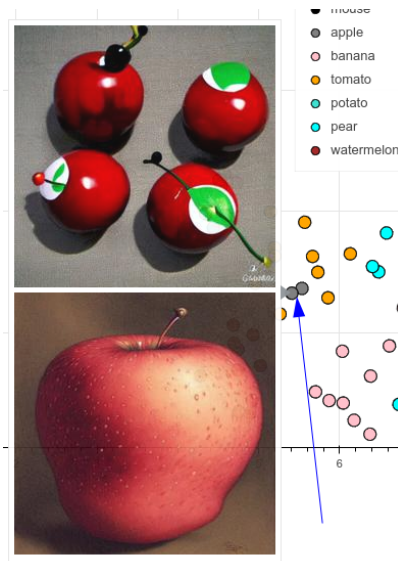 mouse
apple
banana
tomato
potato
pear
watermelon
6